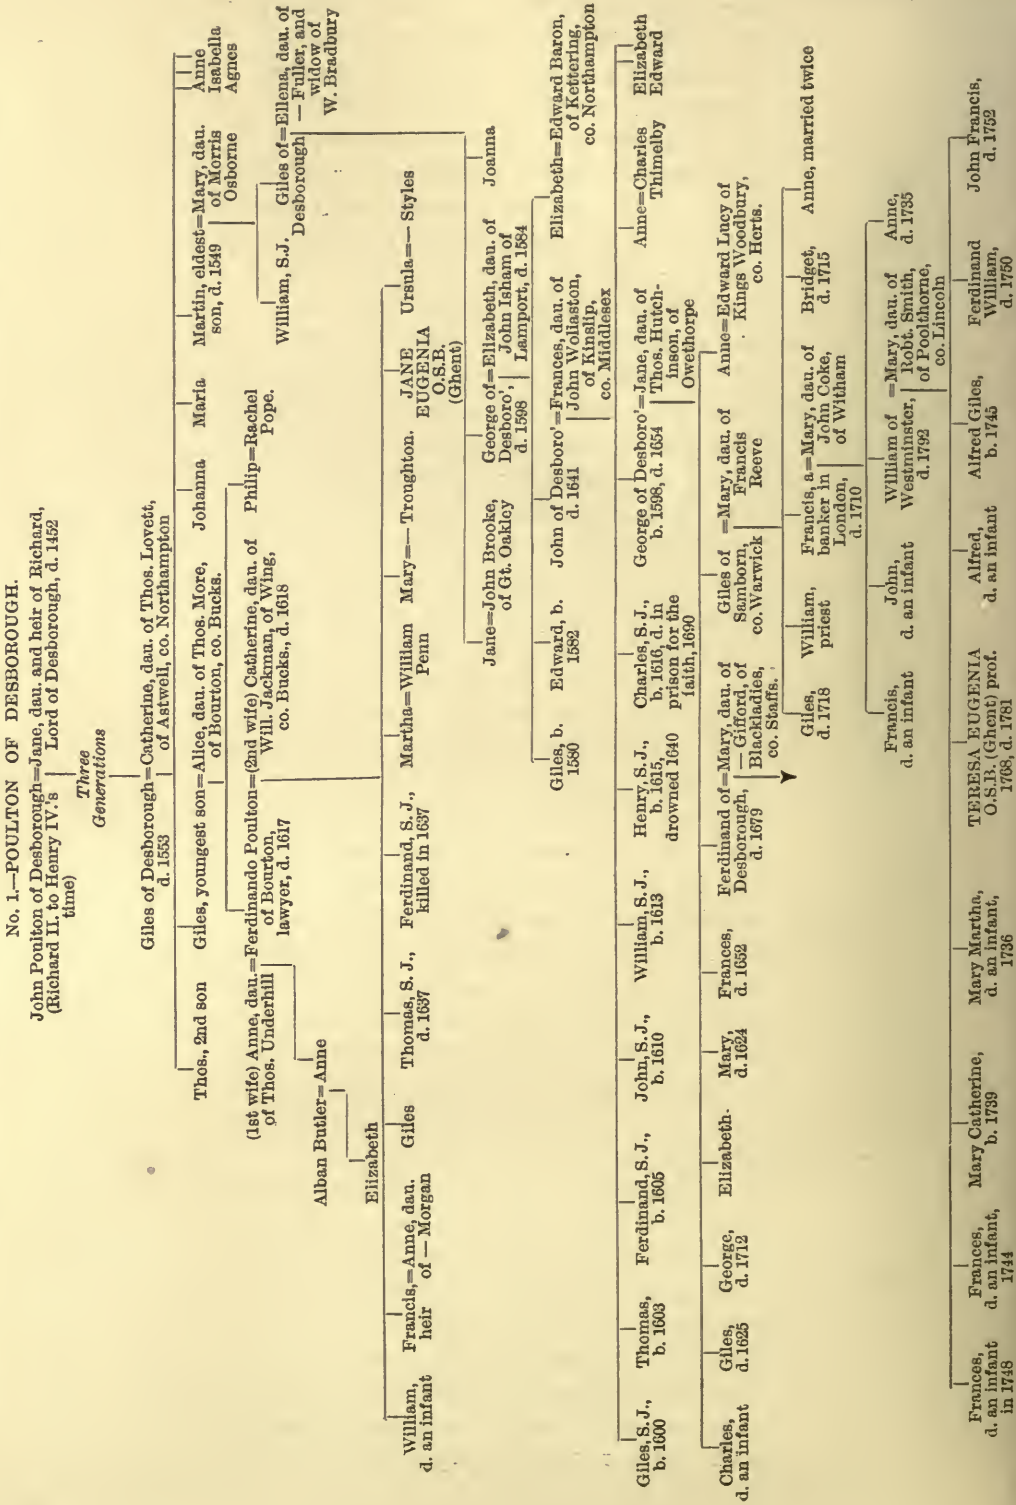 No. 1.—POULTON OF DESBOROUGH.
John Poulton of Desborough=Jane, dau. and heir of Richard,
(Richard II. to Henry IV.'s Lord of Desborough, d. 1452
time)
Three
Generations
Giles of Desborough=Catherine, dau. of Thos. Lovett,
d. 1553 of Astwell, co. Northampton
Thos., 2nd son Giles, youngest son=Alice, dau. of Thos. More, Johanna Maria Martin, eldest=Mary, dau. Anne
of Bourton, co. Bucks. son, d. 1549 of Morris Isabella
Osborne Agnes
(1st wife) Anne, dau.=Ferdinando Poulton=(2nd wife) Catherine, dau. of Philip=Rachel William, S.J. Giles of=Ellena, dau. of
of Thos. Underhill of Bourton, Will. Jackman, of Wing, Pope. Desborough — Fuller, and
lawyer, d. 1617 co. Bucks., d. 1618 widow of
W. Bradbury
Alban Butler=Anne
Elizabeth
William, Francis,=Anne, dau. Giles Thomas, S.J., Ferdinand, S.J., Martha=William Mary=— Troughton. JANE Ursula=— Styles
d. an infant heir of — Morgan d. 1637 killed in 1637 Penn EUGENIA
O.S.B.
(Ghent)
Jane=John Brooke, George of=Elizabeth, dau. of Joanna
of Gt. Oakley Desboro', John Isham of
d. 1598 Lamport, d. 1584
Giles, b. Edward, b. John of Desboro'=Frances, dau. of Elizabeth=Edward Baron,
1580 1582 d. 1641 John Wollaston, of Kettering,
of Kinslip, co. Northampton
co. Middlesex
Giles, S.J., Thomas, Ferdinand, S.J., John, S.J., William, S.J., Henry, S.J., Charles, S.J., George of Desboro'=Jane, dau. of Anne=Charles Elizabeth
b. 1600 b. 1603 b. 1605 b. 1610 b. 1613 b. 1615, b. 1616, d. in b. 1598, d. 1654 Thos. Hutch- Thimelby Edward
drowned 1640 prison for the inson, of
faith, 1690 Owethorpe
Charles, Giles, George, Elizabeth· Mary, Frances, Ferdinand of=Mary, dau. of Giles of =Mary, dau. of Anne=Edward Lucy of
d. an infant d. 1625 d. 1712 d. 1624 d. 1652 Desborough, — Gifford, of Samborn, Francis Kings Woodbury,
d. 1679 Blackladies, co. Warwick Reeve co. Herts.
co. Staffs.
Giles, William, Francis, a=Mary, dau. of Bridget, Anne, married twice
d. 1718 priest banker in John Coke, d. 1715
London, of Witham
d. 1710
Francis, John, William of =Mary, dau. of Anne,
d. an infant d. an infant Westminster, Robt. Smith, d. 1735
d. 1792 of Poolthorne,
co. Lincoln
Frances, Frances, Mary Catherine, Mary Martha, TERESA EUGENIA Alfred, Alfred Giles, Ferdinand John Francis,
d. an infant d. an infant, b. 1739 d. an infant, O.S.B. (Ghent) prof. d. an infant b. 1745 William, d. 1752
in 1748 1744 1736 1768, d. 1781 d. 1750